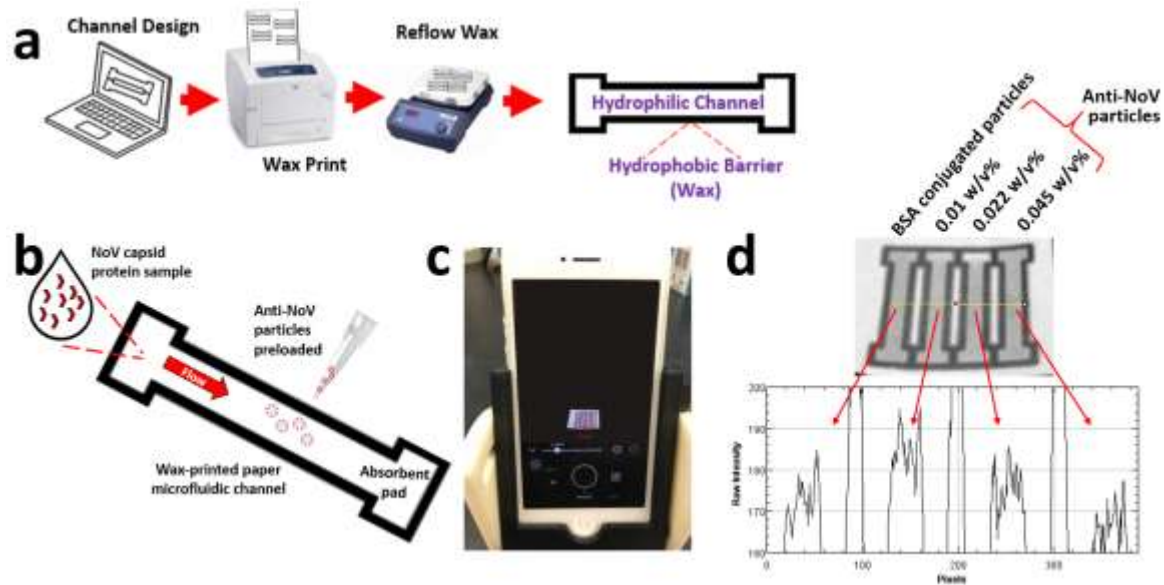 a
Channel Design
Wax Print
Reflow Wax
Hydrophilic Channel
Hydrophobic Barrier
(Wax)
b
NoV capsid
protein sample
Flow
Anti-NoV
particles
preloaded
Wax-printed paper
microfluidic channel
Absorbent
pad
c
d
BSA conjugated particles
0.01 w/v%
0.022 w/v%
0.045 w/v%
Anti-NoV
particles
Raw Intensity
200
190
180
170
160
0 100 200 300
Pixels